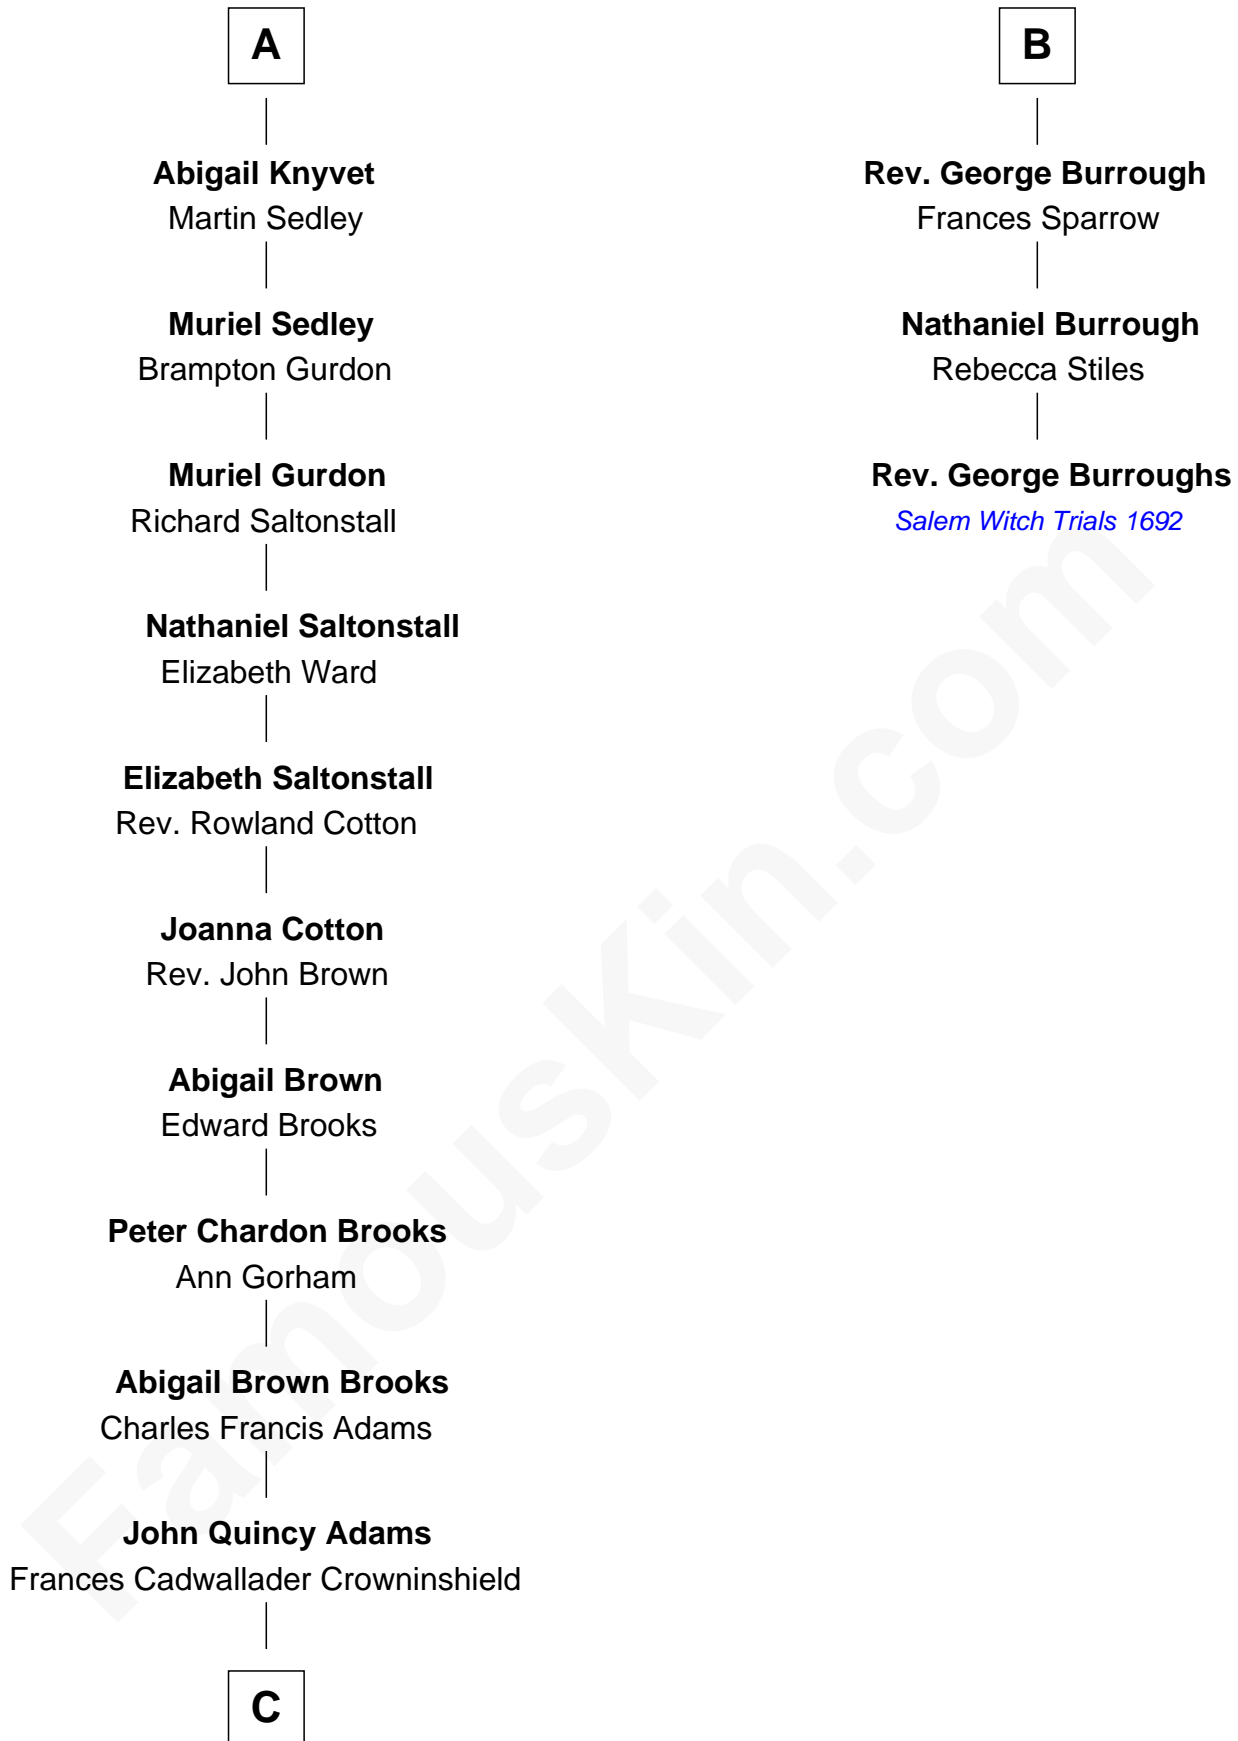 A
Abigail Knyvet
Martin Sedley
Muriel Sedley
Brampton Gurdon
Muriel Gurdon
Richard Saltonstall
Nathaniel Saltonstall
Elizabeth Ward
Elizabeth Saltonstall
Rev. Rowland Cotton
Joanna Cotton
Rev. John Brown
Abigail Brown
Edward Brooks
Peter Chardon Brooks
Ann Gorham
Abigail Brown Brooks
Charles Francis Adams
John Quincy Adams
Frances Cadwallader Crowninshield
C
B
Rev. George Burrough
Frances Sparrow
Nathaniel Burrough
Rebecca Stiles
Rev. George Burroughs
Salem Witch Trials 1692
FamousKin.com